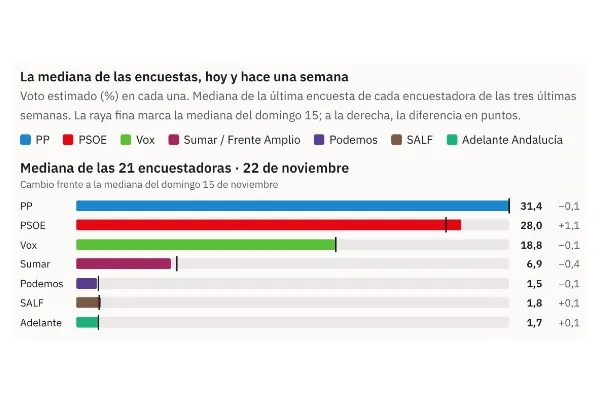 La mediana de las encuestas, hoy y hace una semana
Voto estimado (%) en cada una. Mediana de la última encuesta de cada encuestadora de las tres últimas
semanas. La raya fina marca la mediana del domingo 15; a la derecha, la diferencia en puntos.
PP PSOE Vox Sumar / Frente Amplio Podemos SALF Adelante Andalucía
Mediana de las 21 encuestadoras · 22 de noviembre
Cambio frente a la mediana del domingo 15 de noviembre
PP 31,4 −0,1
PSOE 28,0 +1,1
Vox 18,8 −0,1
Sumar 6,9 −0,4
Podemos 1,5 −0,1
SALF 1,8 +0,1
Adelante 1,7 +0,1